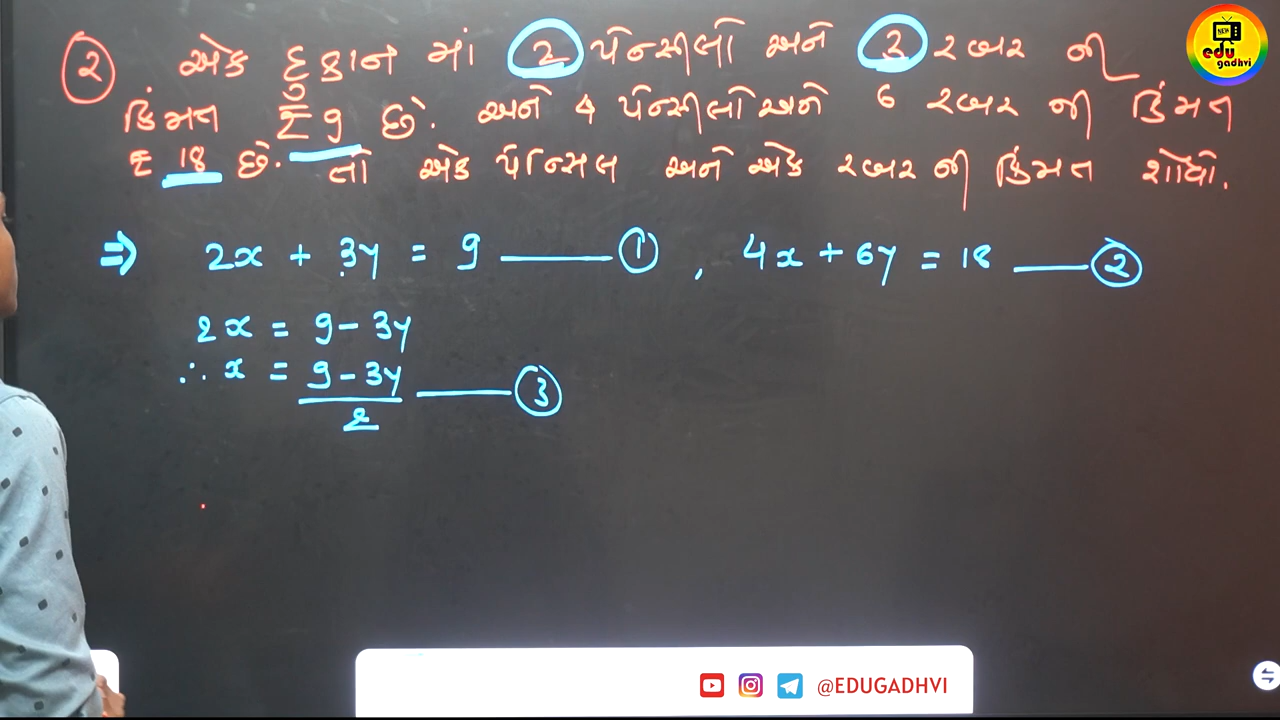 NEW
edu
gadhvi
② એક દુકાન માં 2 પેન્સીલો અને 3 રબર ની
કિંમત ₹ 9 છે. અને 4 પેન્સીલો અને 6 રબર ની કિંમત
₹ 18 છે. તો એક પેન્સિલ અને એક રબર ની કિંમત શોધો.
⇒ 2x + 3y = 9 —— ① , 4x + 6y = 18 —— ②
2x = 9 - 3y
∴ x = 9 - 3y —— ③
2
@EDUGADHVI